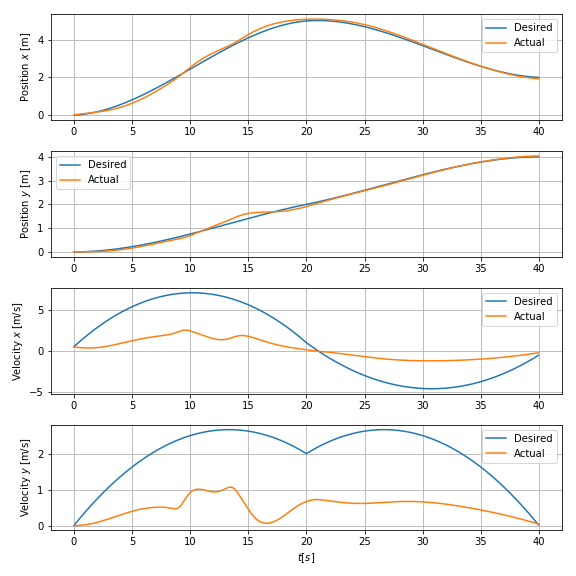 Position x [m]
4
2
0
Desired
Actual
0 5 10 15 20 25 30 35 40
Position y [m]
4
3
2
1
0
Desired
Actual
0 5 10 15 20 25 30 35 40
Velocity x [m/s]
5
0
−5
Desired
Actual
0 5 10 15 20 25 30 35 40
Velocity y [m/s]
2
1
0
Desired
Actual
0 5 10 15 20 25 30 35 40
t[s]